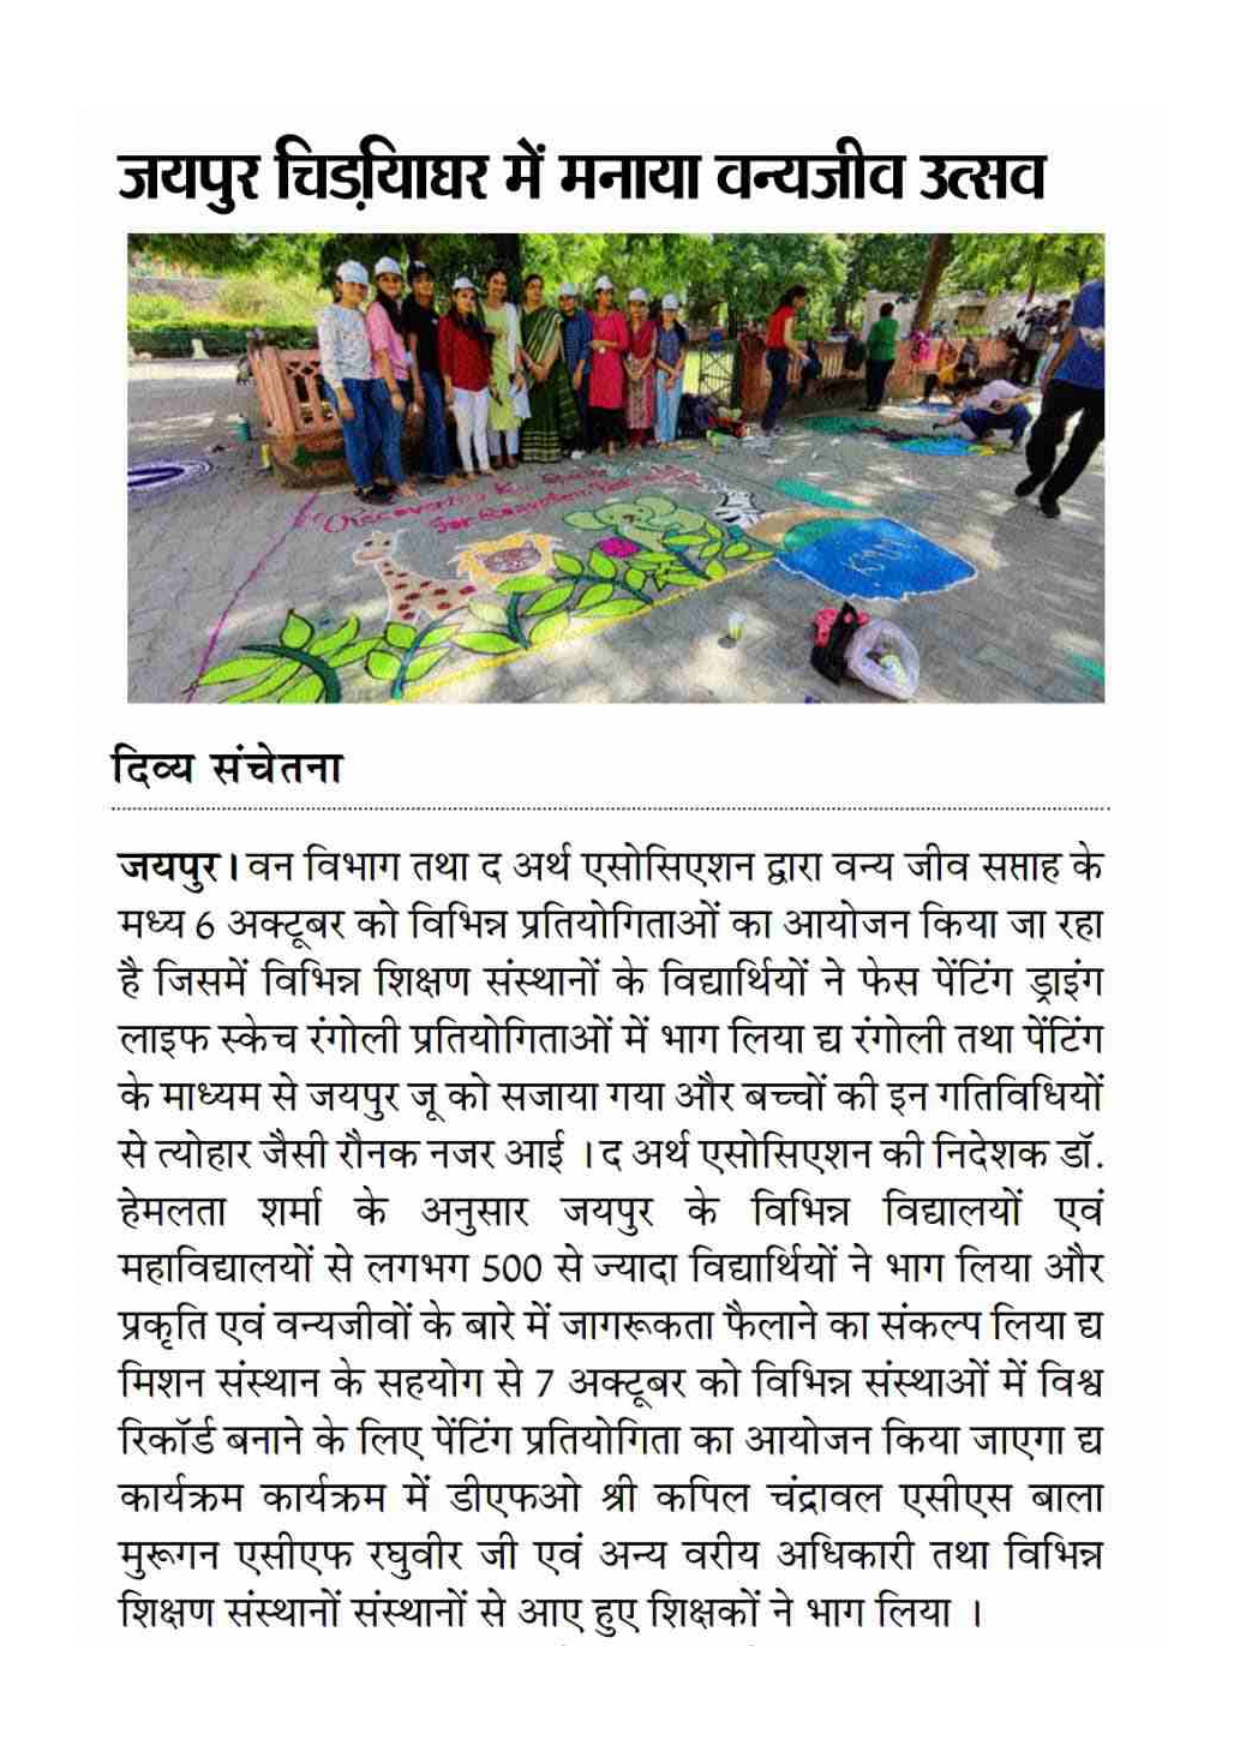 जयपुर चिड़ियाघर में मनाया वन्यजीव उत्सव
दिव्य संचेतना
जयपुर। वन विभाग तथा द अर्थ एसोसिएशन द्वारा वन्य जीव सप्ताह के
मध्य 6 अक्टूबर को विभिन्न प्रतियोगिताओं का आयोजन किया जा रहा
है जिसमें विभिन्न शिक्षण संस्थानों के विद्यार्थियों ने फेस पेंटिंग ड्राइंग
लाइफ स्केच रंगोली प्रतियोगिताओं में भाग लिया द्य रंगोली तथा पेंटिंग
के माध्यम से जयपुर जू को सजाया गया और बच्चों की इन गतिविधियों
से त्योहार जैसी रौनक नजर आई । द अर्थ एसोसिएशन की निदेशक डॉ.
हेमलता शर्मा के अनुसार जयपुर के विभिन्न विद्यालयों एवं
महाविद्यालयों से लगभग 500 से ज्यादा विद्यार्थियों ने भाग लिया और
प्रकृति एवं वन्यजीवों के बारे में जागरूकता फैलाने का संकल्प लिया द्य
मिशन संस्थान के सहयोग से 7 अक्टूबर को विभिन्न संस्थाओं में विश्व
रिकॉर्ड बनाने के लिए पेंटिंग प्रतियोगिता का आयोजन किया जाएगा द्य
कार्यक्रम कार्यक्रम में डीएफओ श्री कपिल चंद्रावल एसीएस बाला
मुरूगन एसीएफ रघुवीर जी एवं अन्य वरीय अधिकारी तथा विभिन्न
शिक्षण संस्थानों संस्थानों से आए हुए शिक्षकों ने भाग लिया ।